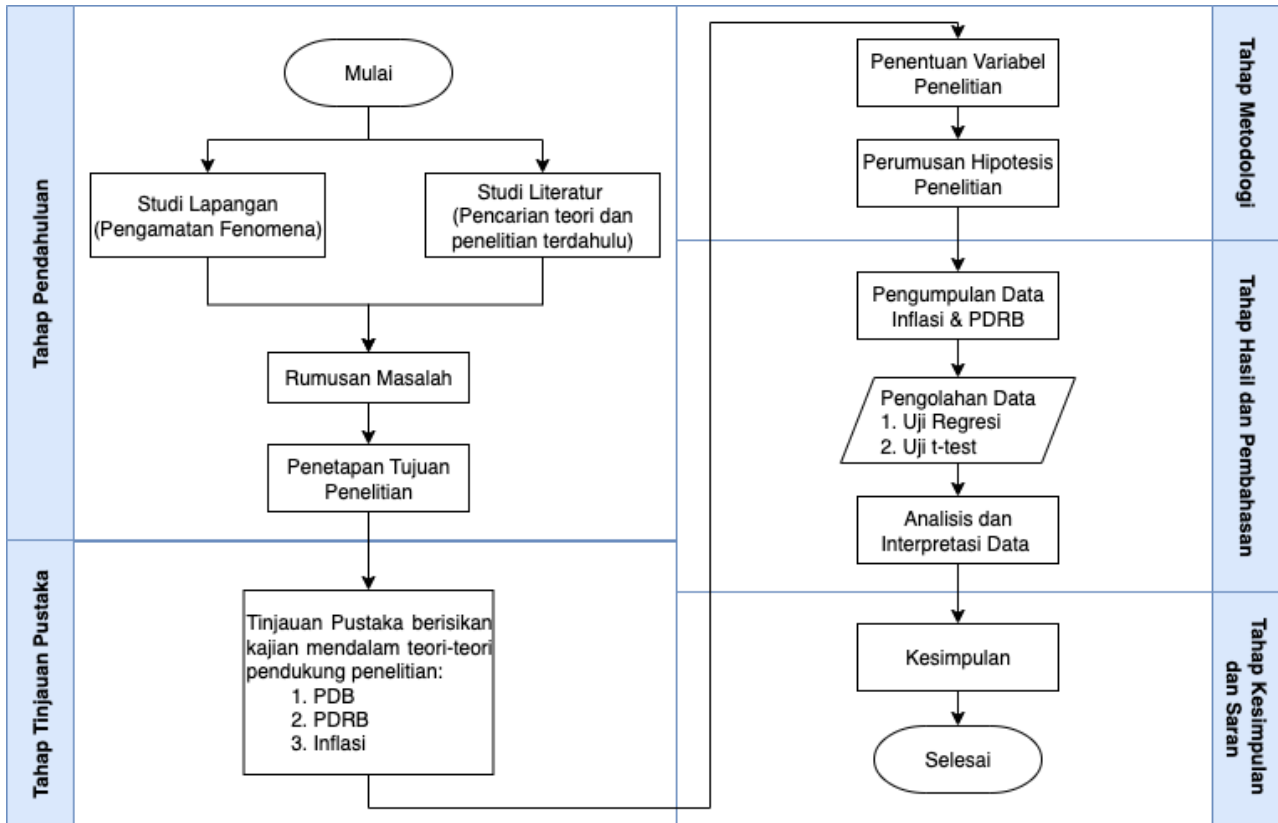 Tahap Pendahuluan
Mulai
Studi Lapangan
(Pengamatan Fenomena)
Studi Literatur
(Pencarian teori dan
penelitian terdahulu)
Rumusan Masalah
Penetapan Tujuan
Penelitian
Tahap Tinjauan Pustaka
Tinjauan Pustaka berisikan
kajian mendalam teori-teori
pendukung penelitian:
1. PDB
2. PDRB
3. Inflasi
Tahap Metodologi
Penentuan Variabel
Penelitian
Perumusan Hipotesis
Penelitian
Tahap Hasil dan Pembahasan
Pengumpulan Data
Inflasi & PDRB
Pengolahan Data
1. Uji Regresi
2. Uji t-test
Analisis dan
Interpretasi Data
Tahap Kesimpulan
dan Saran
Kesimpulan
Selesai